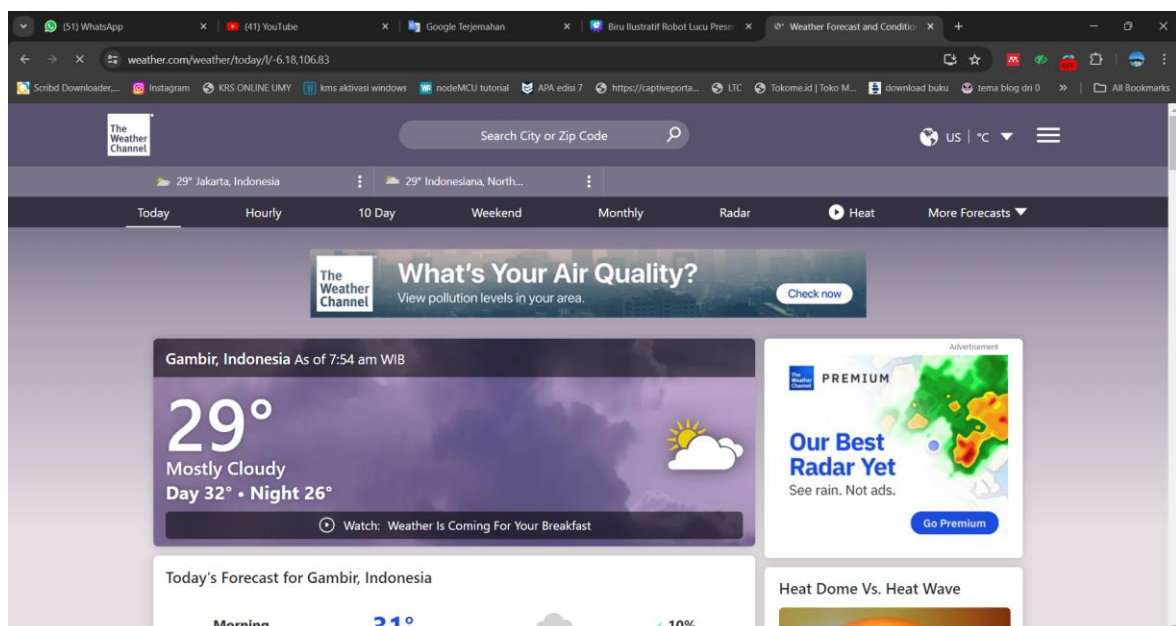 (51) WhatsApp
(41) YouTube
Google Terjemahan
Biru Ilustratif Robot Lucu Prese
Weather Forecast and Conditio
weather.com/weather/today/l/-6.18,106.83
Scribd Downloader,...
Instagram
KRS ONLINE UMY
kms aktivasi windows
nodeMCU tutorial
APA edisi 7
https://captiveporta...
LTC
Tokome.id | Toko M...
download buku
tema blog dri 0
»
All Bookmarks
The
Weather
Channel
Search City or Zip Code
US | °C
29° Jakarta, Indonesia
29° Indonesiana, North...
Today
Hourly
10 Day
Weekend
Monthly
Radar
Heat
More Forecasts
The
Weather
Channel
What's Your Air Quality?
View pollution levels in your area.
Check now
Gambir, Indonesia As of 7:54 am WIB
29°
Mostly Cloudy
Day 32° • Night 26°
Watch: Weather Is Coming For Your Breakfast
Advertisement
The
Weather
Channel
PREMIUM
Our Best
Radar Yet
See rain. Not ads.
Go Premium
Today's Forecast for Gambir, Indonesia
Morning
31°
10%
Heat Dome Vs. Heat Wave